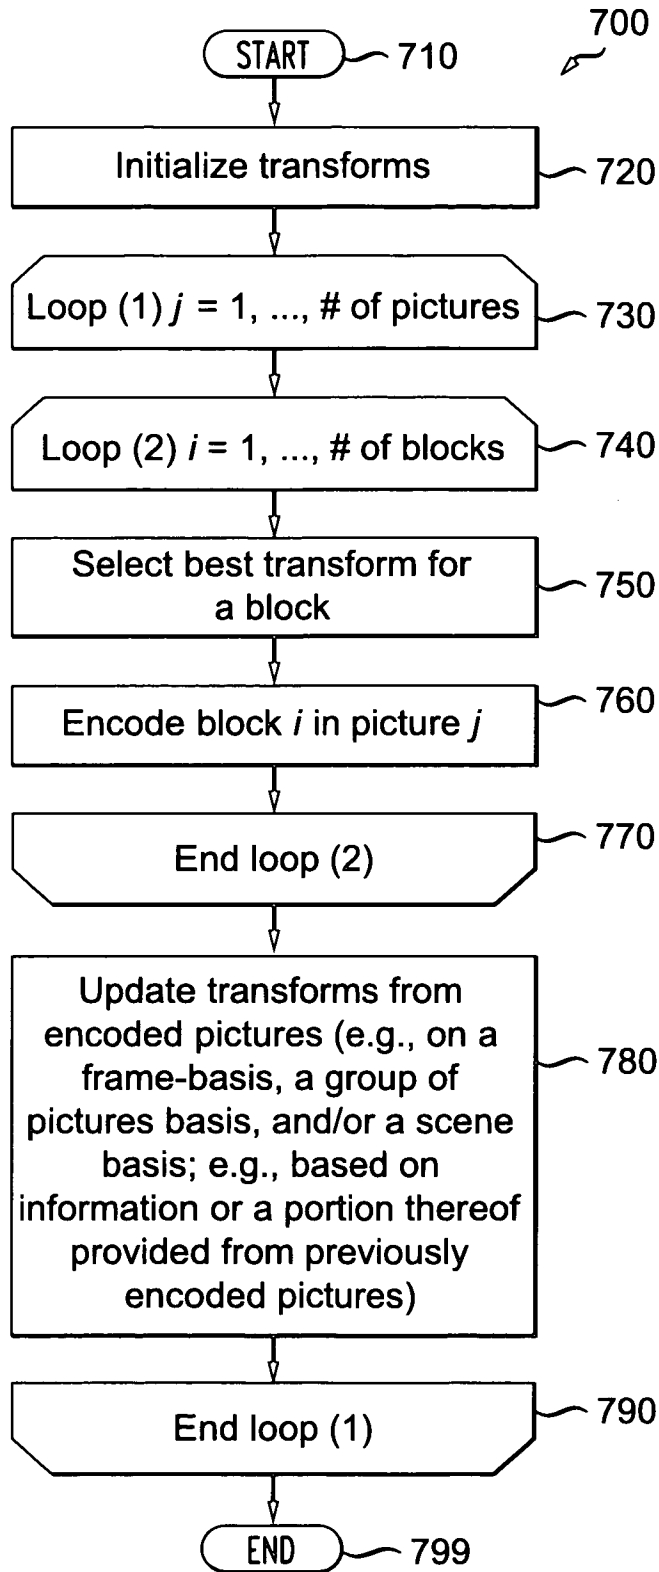 700
START 710
Initialize transforms 720
Loop (1) j = 1, ..., # of pictures 730
Loop (2) i = 1, ..., # of blocks 740
Select best transform for
a block
750
Encode block i in picture j 760
End loop (2) 770
Update transforms from
encoded pictures (e.g., on a
frame-basis, a group of
pictures basis, and/or a scene
basis; e.g., based on
information or a portion thereof
provided from previously
encoded pictures)
780
End loop (1) 790
END 799